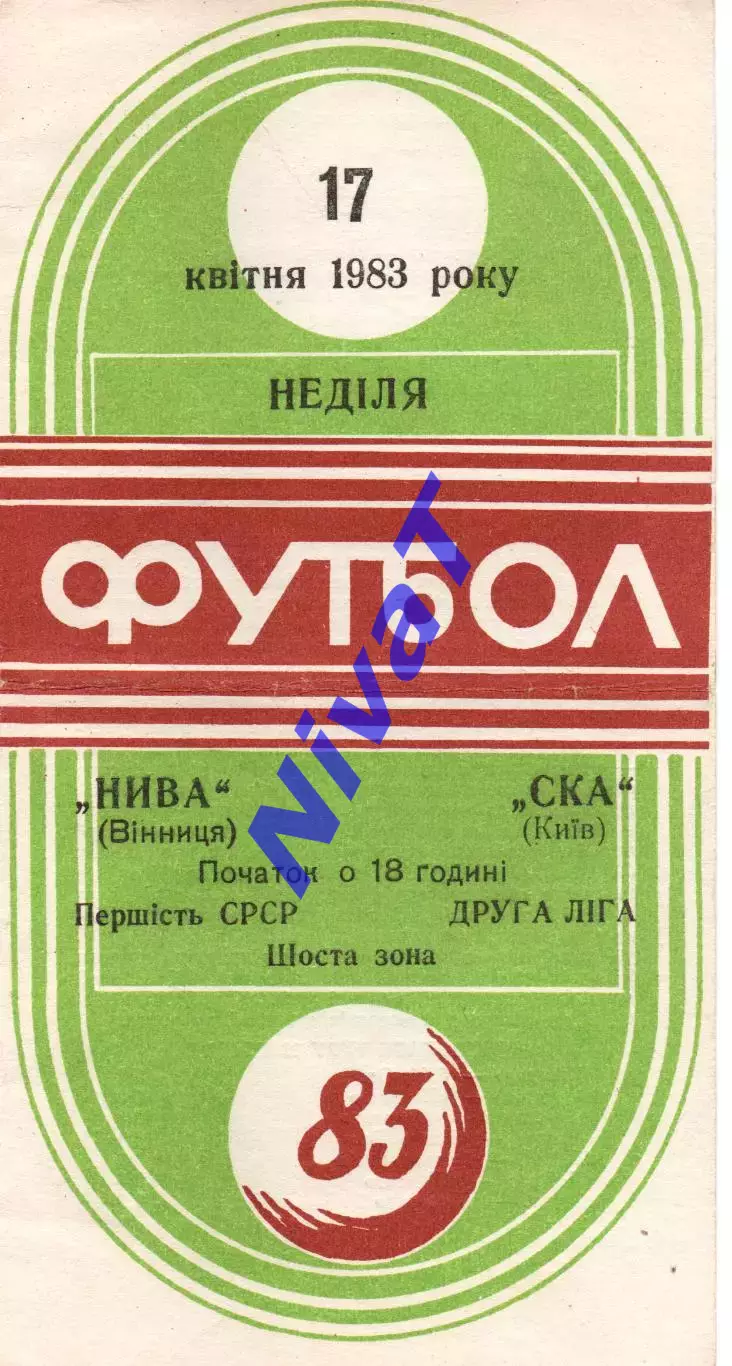 17
квітня 1983 року
НЕДІЛЯ
ФУТБОЛ
„НИВА“ „СКА“
(Вінниця) (Київ)
Початок о 18 годині
Першість СРСР ДРУГА ЛІГА
Шоста зона
83
NivaT